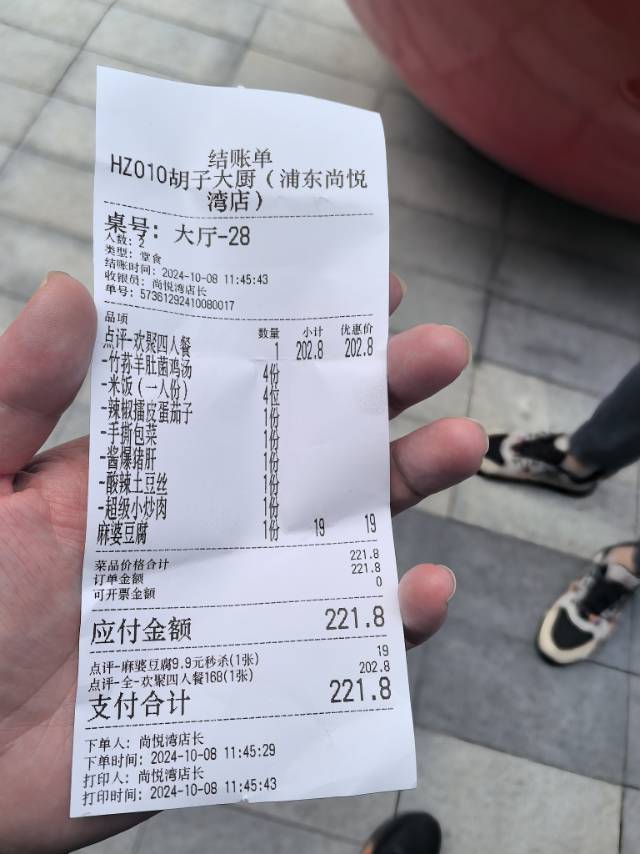 结账单
HZ010胡子大厨（浦东尚悦
湾店）
桌号：大厅-28
人数: 2
类型: 堂食
结账时间: 2024-10-08 11:45:43
收银员: 尚悦湾店长
单号: 57361292410080017
品项 数量 小计 优惠价
点评-欢聚四人餐 1 202.8 202.8
-竹荪羊肚菌鸡汤 4份
-米饭（一人份） 4位
-辣椒擂皮蛋茄子 1份
-手撕包菜 1份
-酱爆猪肝 1份
-酸辣土豆丝 1份
-超级小炒肉 1份
麻婆豆腐 1份 19 19
菜品价格合计 221.8
订单金额 221.8
可开票金额 0
应付金额 221.8
点评-麻婆豆腐9.9元秒杀(1张) 19
点评-全-欢聚四人餐168(1张) 202.8
支付合计 221.8
下单人: 尚悦湾店长
下单时间: 2024-10-08 11:45:29
打印人: 尚悦湾店长
打印时间: 2024-10-08 11:45:43